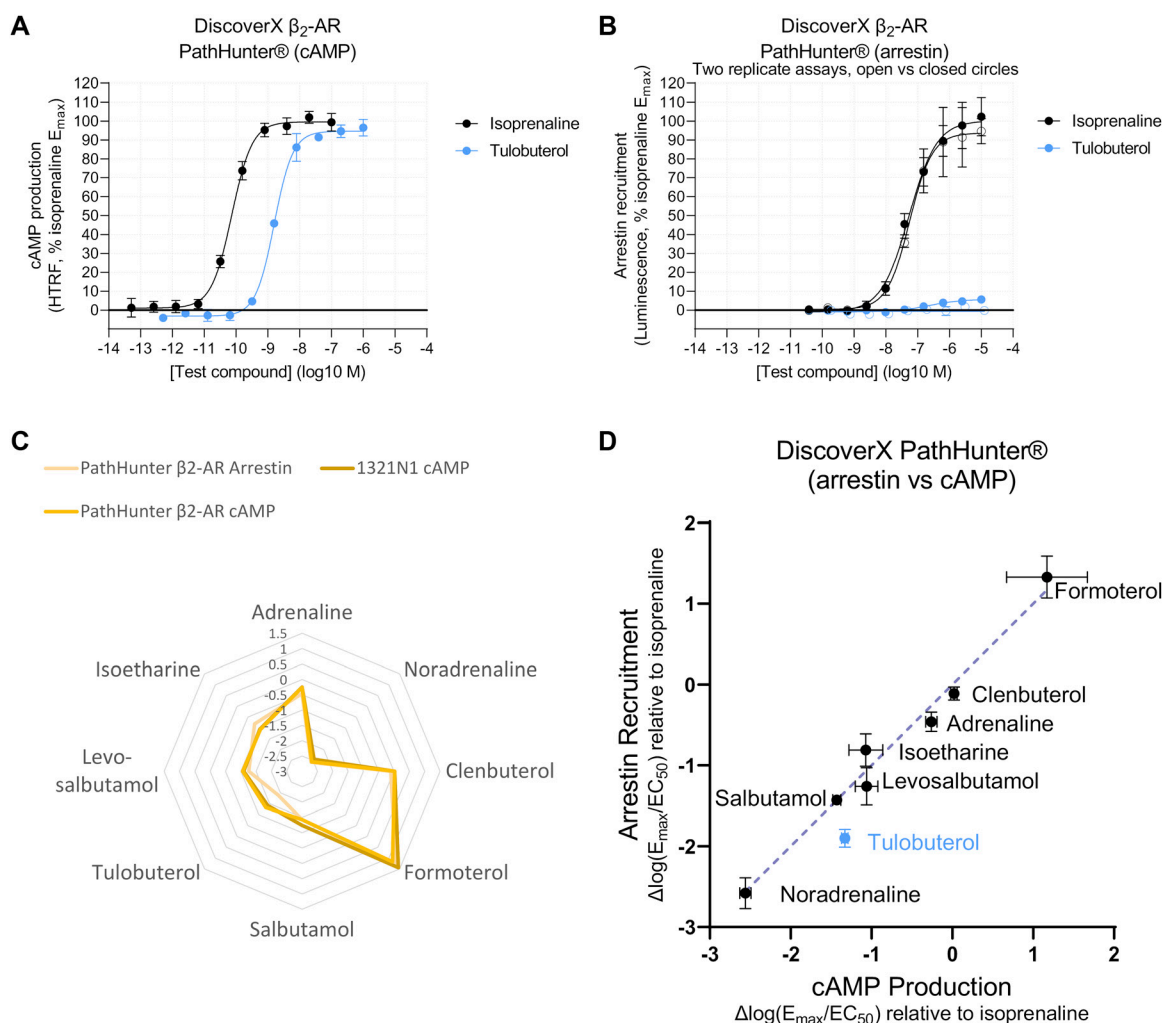 A
DiscoverX β2-AR
PathHunter® (cAMP)
120
110
100
90
80
70
60
50
40
30
20
10
0
cAMP production
(HTRF, % isoprenaline Emax)
-14 -13 -12 -11 -10 -9 -8 -7 -6 -5 -4
[Test compound] (log10 M)
Isoprenaline
Tulobuterol
B
DiscoverX β2-AR
PathHunter® (arrestin)
Two replicate assays, open vs closed circles
120
110
100
90
80
70
60
50
40
30
20
10
0
Arrestin recruitment
(Luminescence, % isoprenaline Emax)
-14 -13 -12 -11 -10 -9 -8 -7 -6 -5 -4
[Test compound] (log10 M)
Isoprenaline
Tulobuterol
C
PathHunter β2-AR Arrestin
1321N1 cAMP
PathHunter β2-AR cAMP
Adrenaline
Noradrenaline
Clenbuterol
Formoterol
Salbutamol
Tulobuterol
Levo-
salbutamol
Isoetharine
1.5
1
0.5
0
-0.5
-1
-1.5
-2
-2.5
-3
D
DiscoverX PathHunter®
(arrestin vs cAMP)
2
1
0
-1
-2
-3
Arrestin Recruitment
Δlog(Emax/EC50) relative to isoprenaline
Formoterol
Clenbuterol
Adrenaline
Isoetharine
Levosalbutamol
Salbutamol
Tulobuterol
Noradrenaline
-3 -2 -1 0 1 2
cAMP Production
Δlog(Emax/EC50) relative to isoprenaline